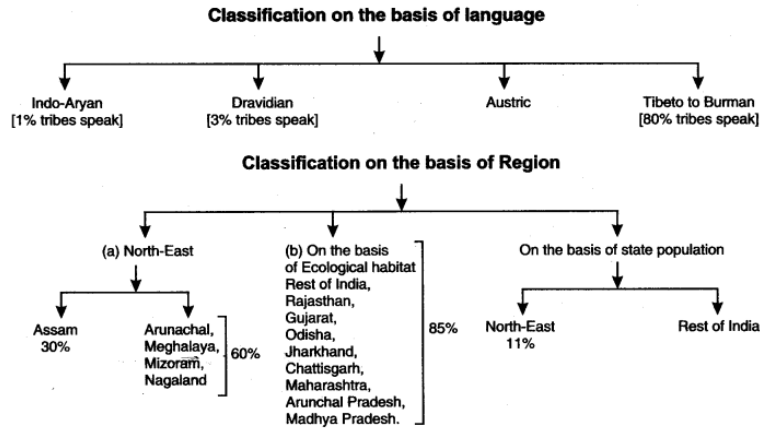 Classification on the basis of language
Indo-Aryan
[1% tribes speak]
Dravidian
[3% tribes speak]
Austric
Tibeto to Burman
[80% tribes speak]
Classification on the basis of Region
(a) North-East
Assam
30%
Arunachal,
Meghalaya,
Mizoram,
Nagaland
60%
(b) On the basis
of Ecological habitat
Rest of India,
Rajasthan,
Gujarat,
Odisha,
Jharkhand,
Chattisgarh,
Maharashtra,
Arunchal Pradesh,
Madhya Pradesh.
85%
On the basis of state population
North-East
11%
Rest of India